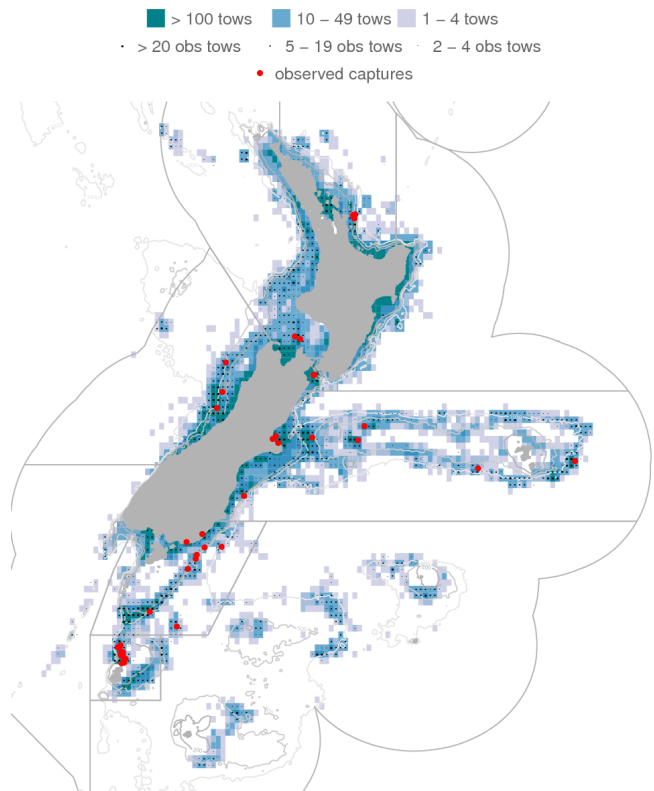 > 100 tows 10 − 49 tows 1 − 4 tows
> 20 obs tows 5 − 19 obs tows 2 − 4 obs tows
observed captures